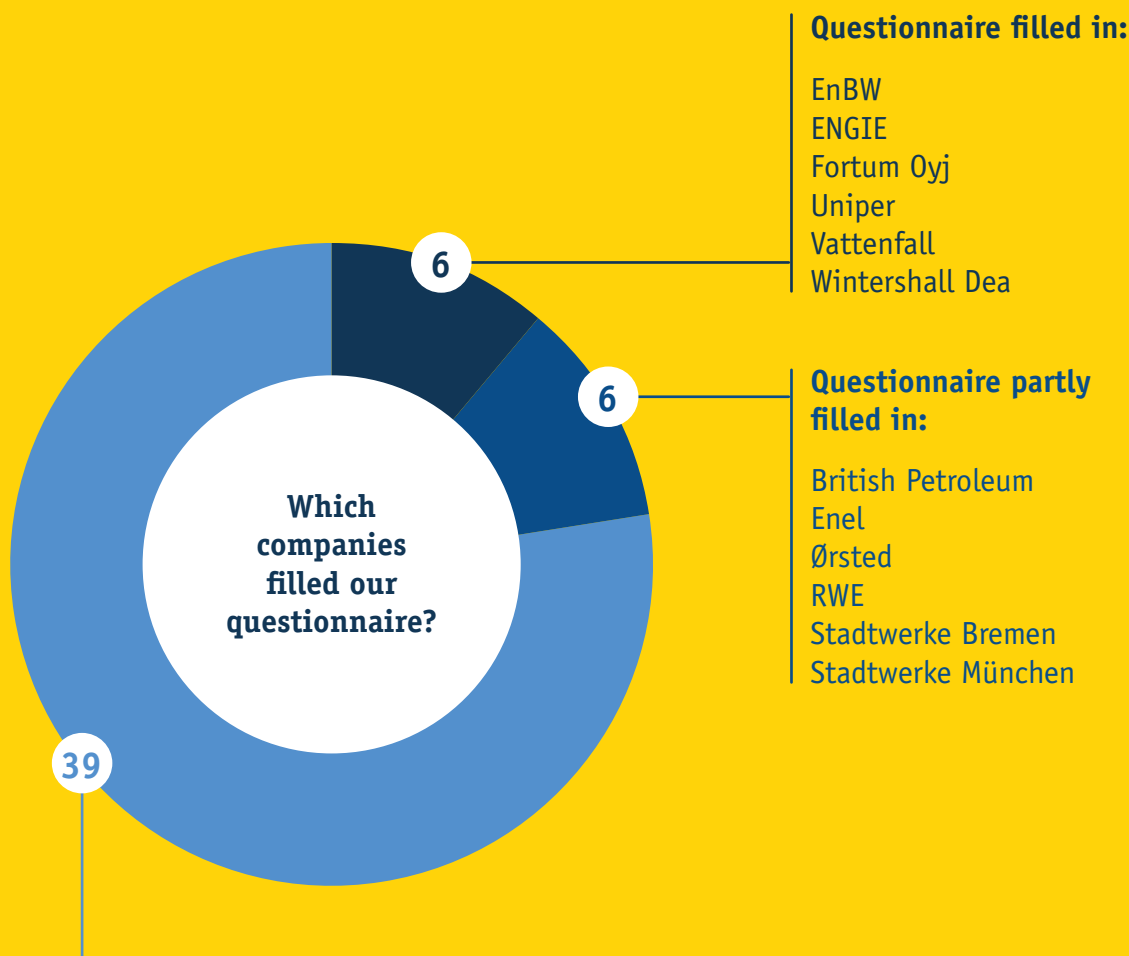 Questionnaire filled in:
EnBW
ENGIE
Fortum Oyj
Uniper
Vattenfall
Wintershall Dea
6
Questionnaire partly
filled in:
British Petroleum
Enel
Ørsted
RWE
Stadtwerke Bremen
Stadtwerke München
6
Which
companies
filled our
questionnaire?
39